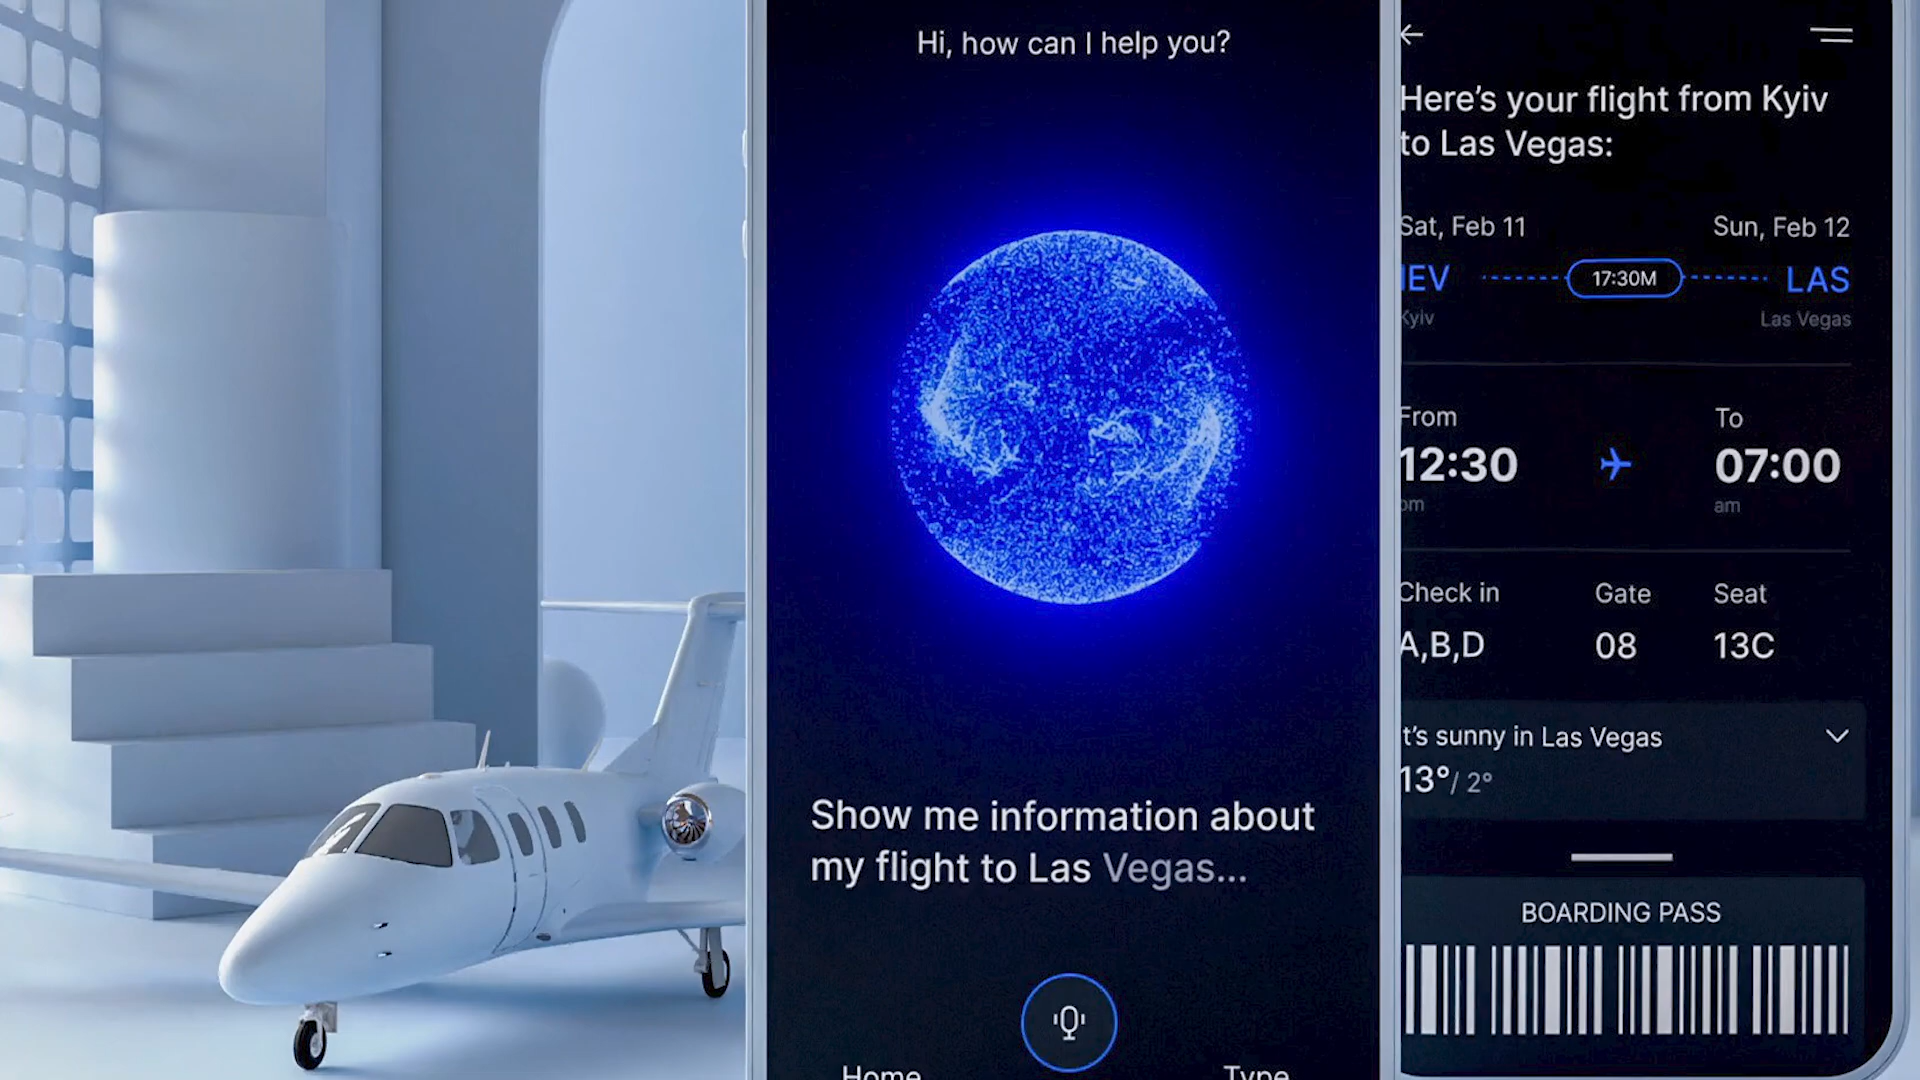 Hi, how can I help you?
Show me information about
my flight to Las Vegas...
Home
Type
Here's your flight from Kyiv
to Las Vegas:
Sat, Feb 11
Sun, Feb 12
IEV
17:30M
LAS
Kyiv
Las Vegas
From
To
12:30
07:00
pm
am
Check in
Gate
Seat
A,B,D
08
13C
t's sunny in Las Vegas
13°/ 2°
BOARDING PASS